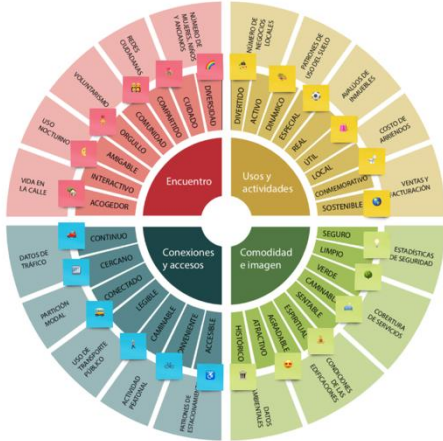 NÚMERO DE
MUJERES, NIÑOS
Y ANCIANOS
REDES
CIUDADANAS
VOLUNTARISMO
USO
NOCTURNO
VIDA EN
LA CALLE
DIVERSIDAD
CUIDADO
COMPARTIDO
COMUNIDAD
ORGULLO
AMIGABLE
INTERACTIVO
ACOGEDOR
Encuentro
NÚMERO DE
NEGOCIOS
LOCALES
PATRONES DE
USO DEL SUELO
AVALÚOS DE
INMUEBLES
COSTO DE
ARRIENDOS
VENTAS Y
FACTURACIÓN
DIVERTIDO
ACTIVO
DINÁMICO
ESPECIAL
REAL
ÚTIL
LOCAL
CONMEMORATIVO
SOSTENIBLE
Usos y
actividades
DATOS DE
TRÁFICO
PARTICIÓN
MODAL
USO DE
TRANSPORTE
PÚBLICO
ACTIVIDAD
PEATONAL
PATRONES DE
ESTACIONAMIENTO
CONTINUO
CERCANO
CONECTADO
LEGIBLE
CAMINABLE
CONVENIENTE
ACCESIBLE
Conexiones
y accesos
Comodidad
e imagen
SEGURO
LIMPIO
VERDE
CAMINABL
SENTABLE
ESPIRITUAL
AGRADABLE
ATRACTIVO
HISTÓRICO
ESTADÍSTICAS
DE SEGURIDAD
COBERTURA
DE SERVICIOS
CONDICIONES
DE LAS
EDIFICACIONES
DATOS
AMBIENTALES